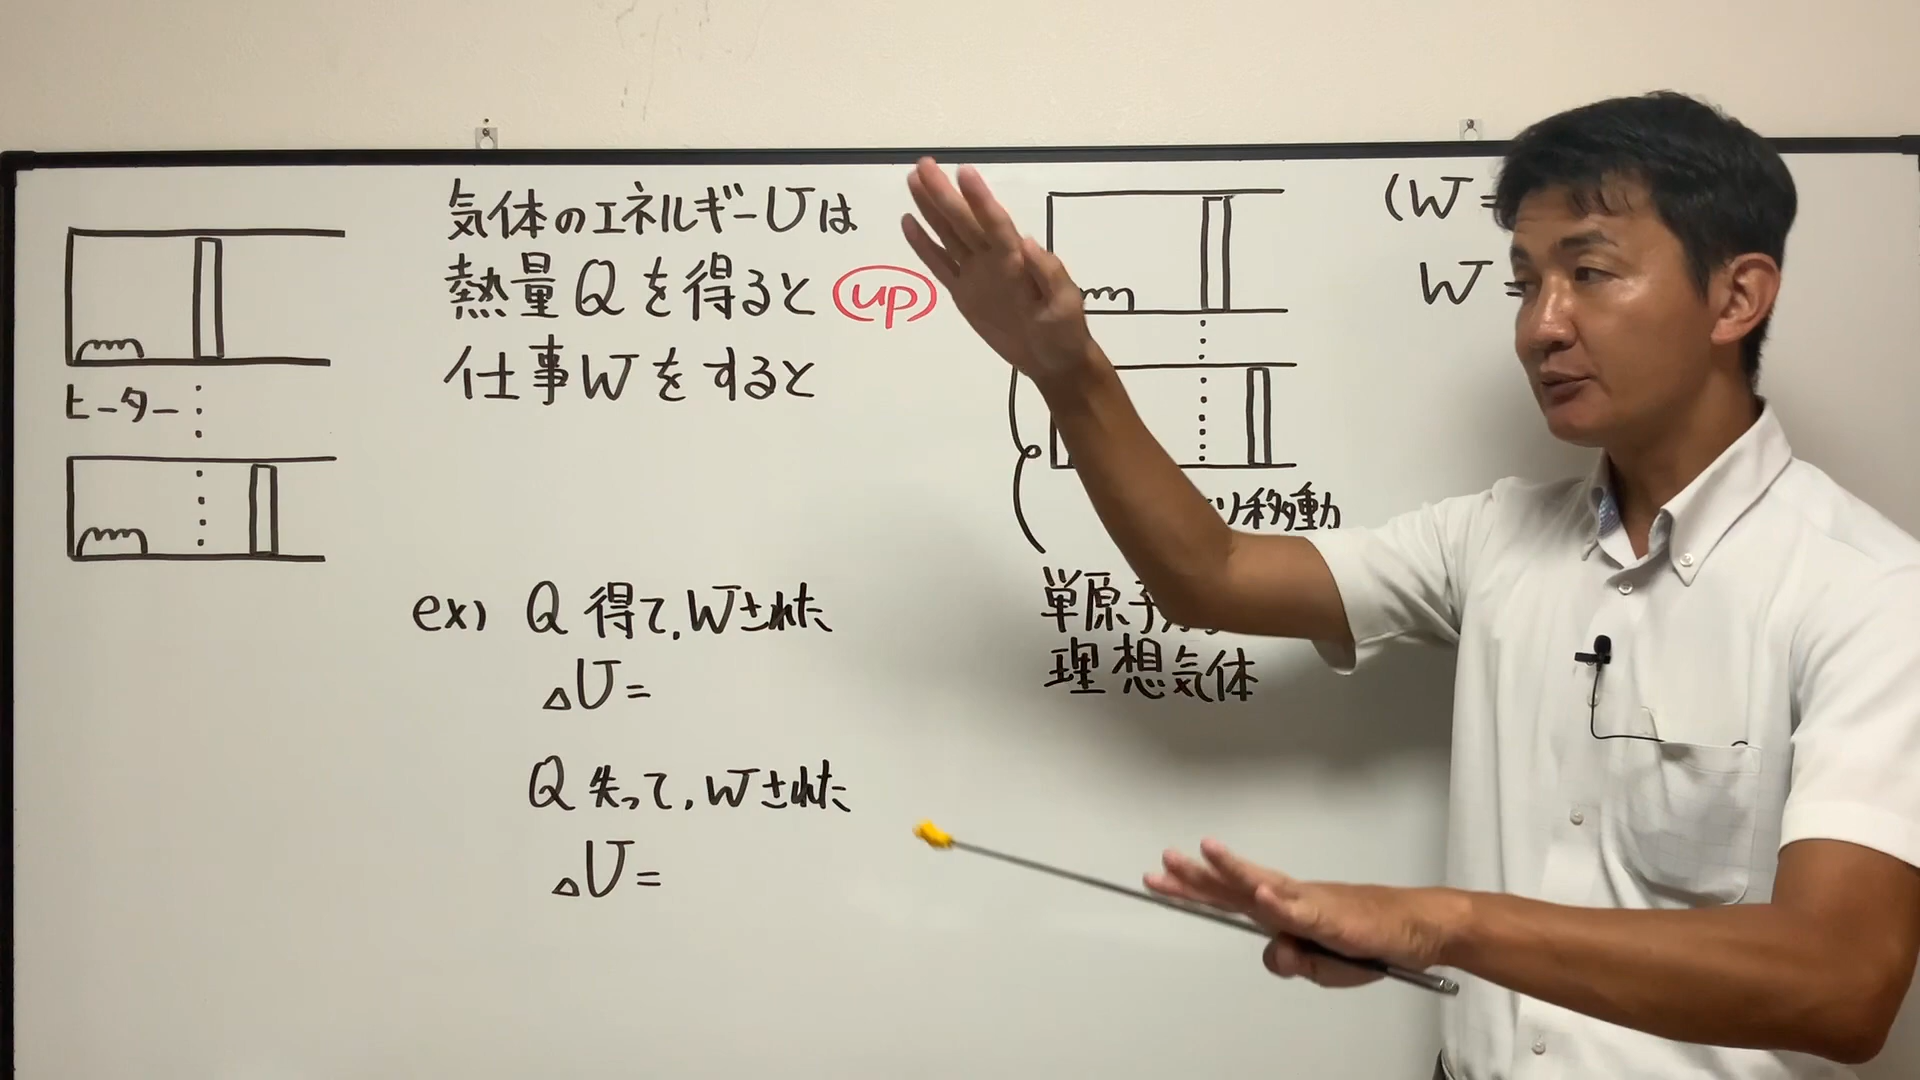 気体のエネルギーUは
熱量Qを得ると up
仕事Wをすると
ヒーター
ex) Q 得て、Wされた
△U=
Q 失って、Wされた
△U=
(W=
W=
移動
単原子
理想気体